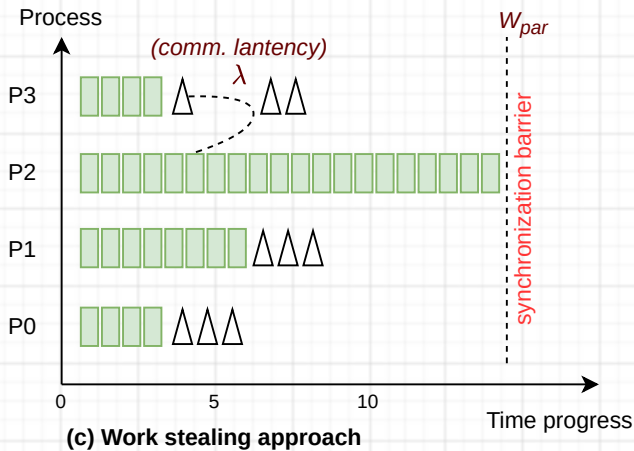 Process
W_par
(comm. lantency)
λ
P3
P2
P1
P0
synchronization barrier
0
5
10
Time progress
(c) Work stealing approach